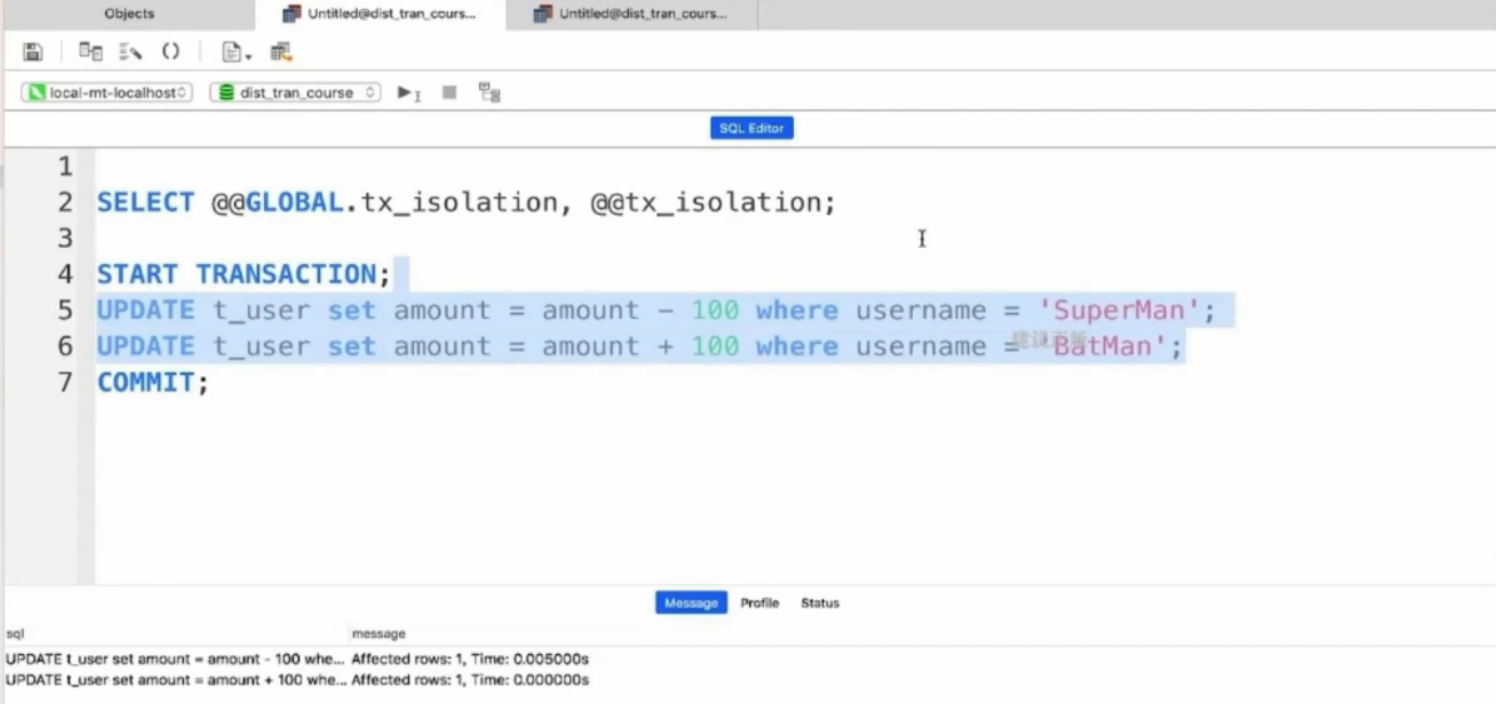 Objects Untitled@dist_tran_cours... Untitled@dist_tran_cours...
local-mt-localhost dist_tran_course
SQL Editor
1
2 SELECT @@GLOBAL.tx_isolation, @@tx_isolation;
3
4 START TRANSACTION;
5 UPDATE t_user set amount = amount - 100 where username = 'SuperMan';
6 UPDATE t_user set amount = amount + 100 where username = 'BatMan';
7 COMMIT;
Message Profile Status
sql message
UPDATE t_user set amount = amount - 100 whe... Affected rows: 1, Time: 0.005000s
UPDATE t_user set amount = amount + 100 whe... Affected rows: 1, Time: 0.000000s